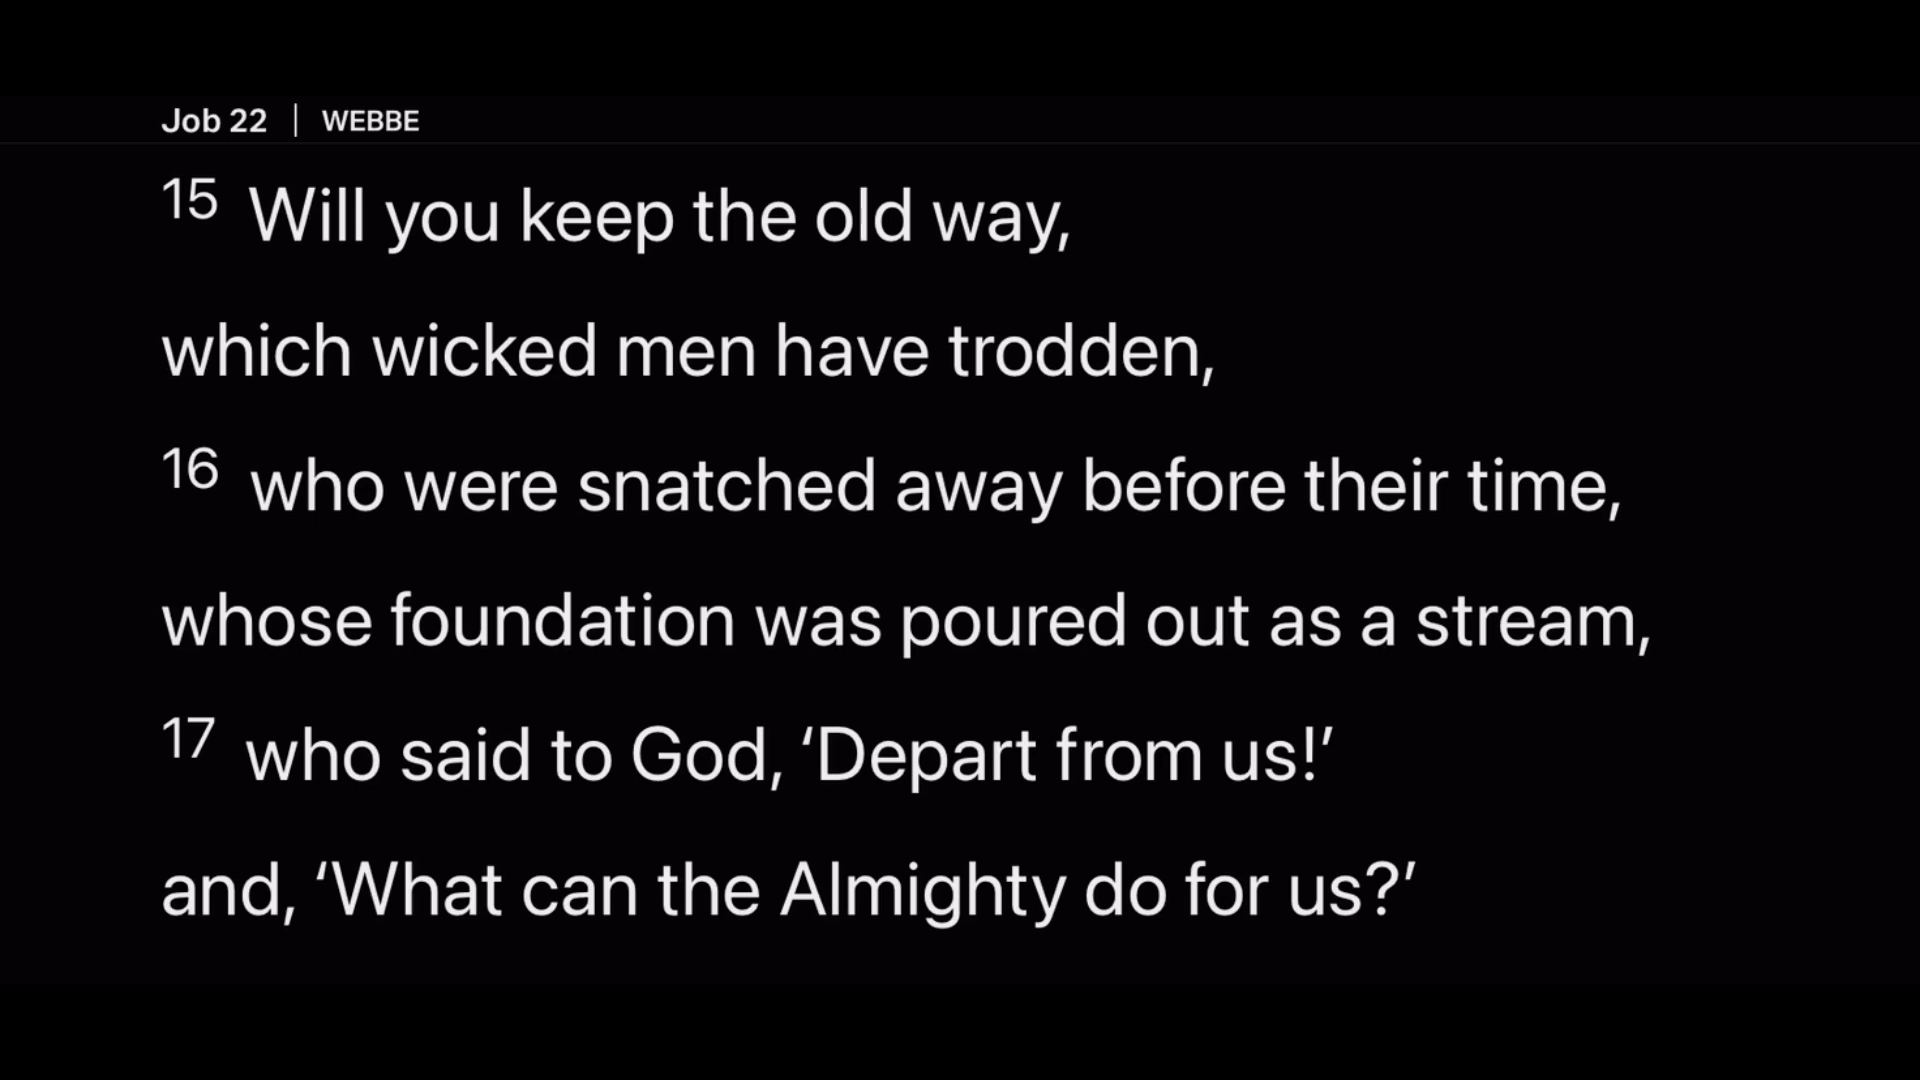 Job 22 | WEBBE
15 Will you keep the old way,
which wicked men have trodden,
16 who were snatched away before their time,
whose foundation was poured out as a stream,
17 who said to God, ‘Depart from us!’
and, ‘What can the Almighty do for us?’